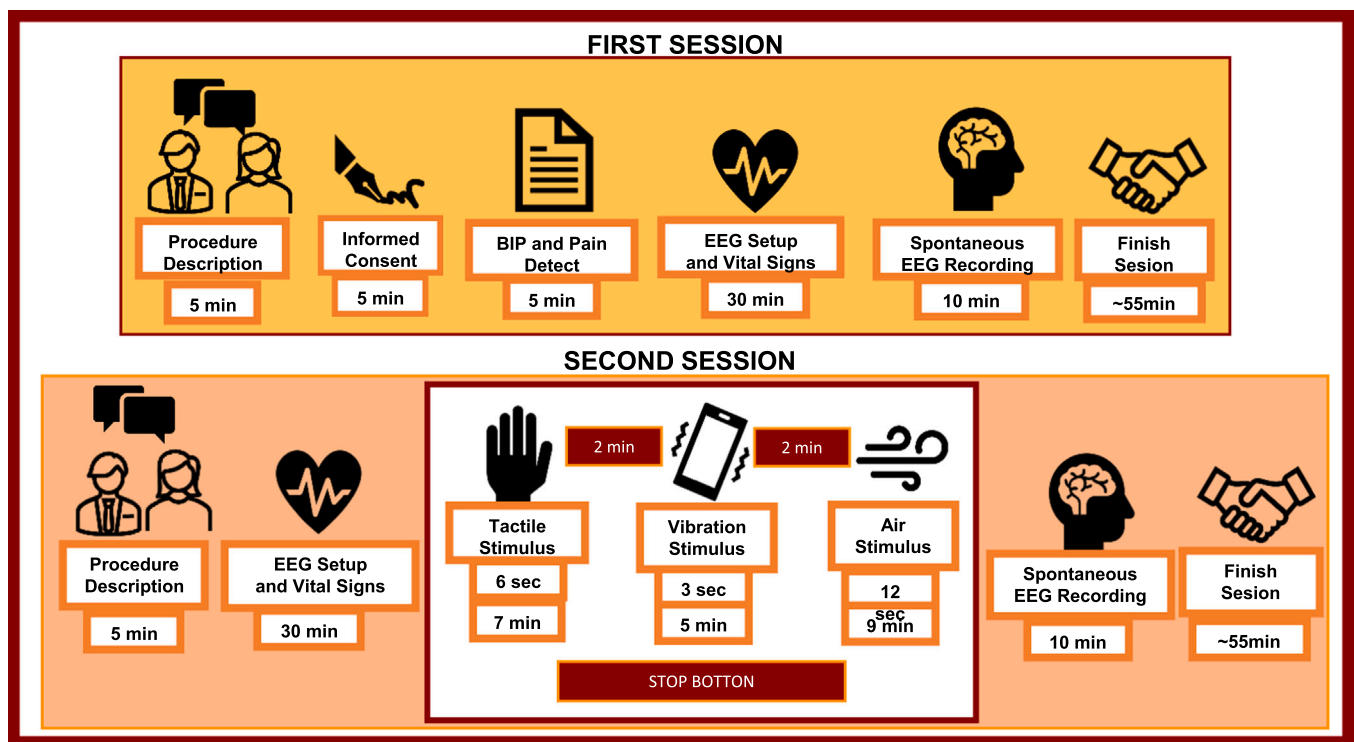 FIRST SESSION
Procedure
Description
5 min
Informed
Consent
5 min
BIP and Pain
Detect
5 min
EEG Setup
and Vital Signs
30 min
Spontaneous
EEG Recording
10 min
Finish
Sesion
~55min
SECOND SESSION
Procedure
Description
5 min
EEG Setup
and Vital Signs
30 min
Tactile
Stimulus
6 sec
7 min
2 min
Vibration
Stimulus
3 sec
5 min
2 min
Air
Stimulus
12
sec
9 min
STOP BOTTON
Spontaneous
EEG Recording
10 min
Finish
Sesion
~55min